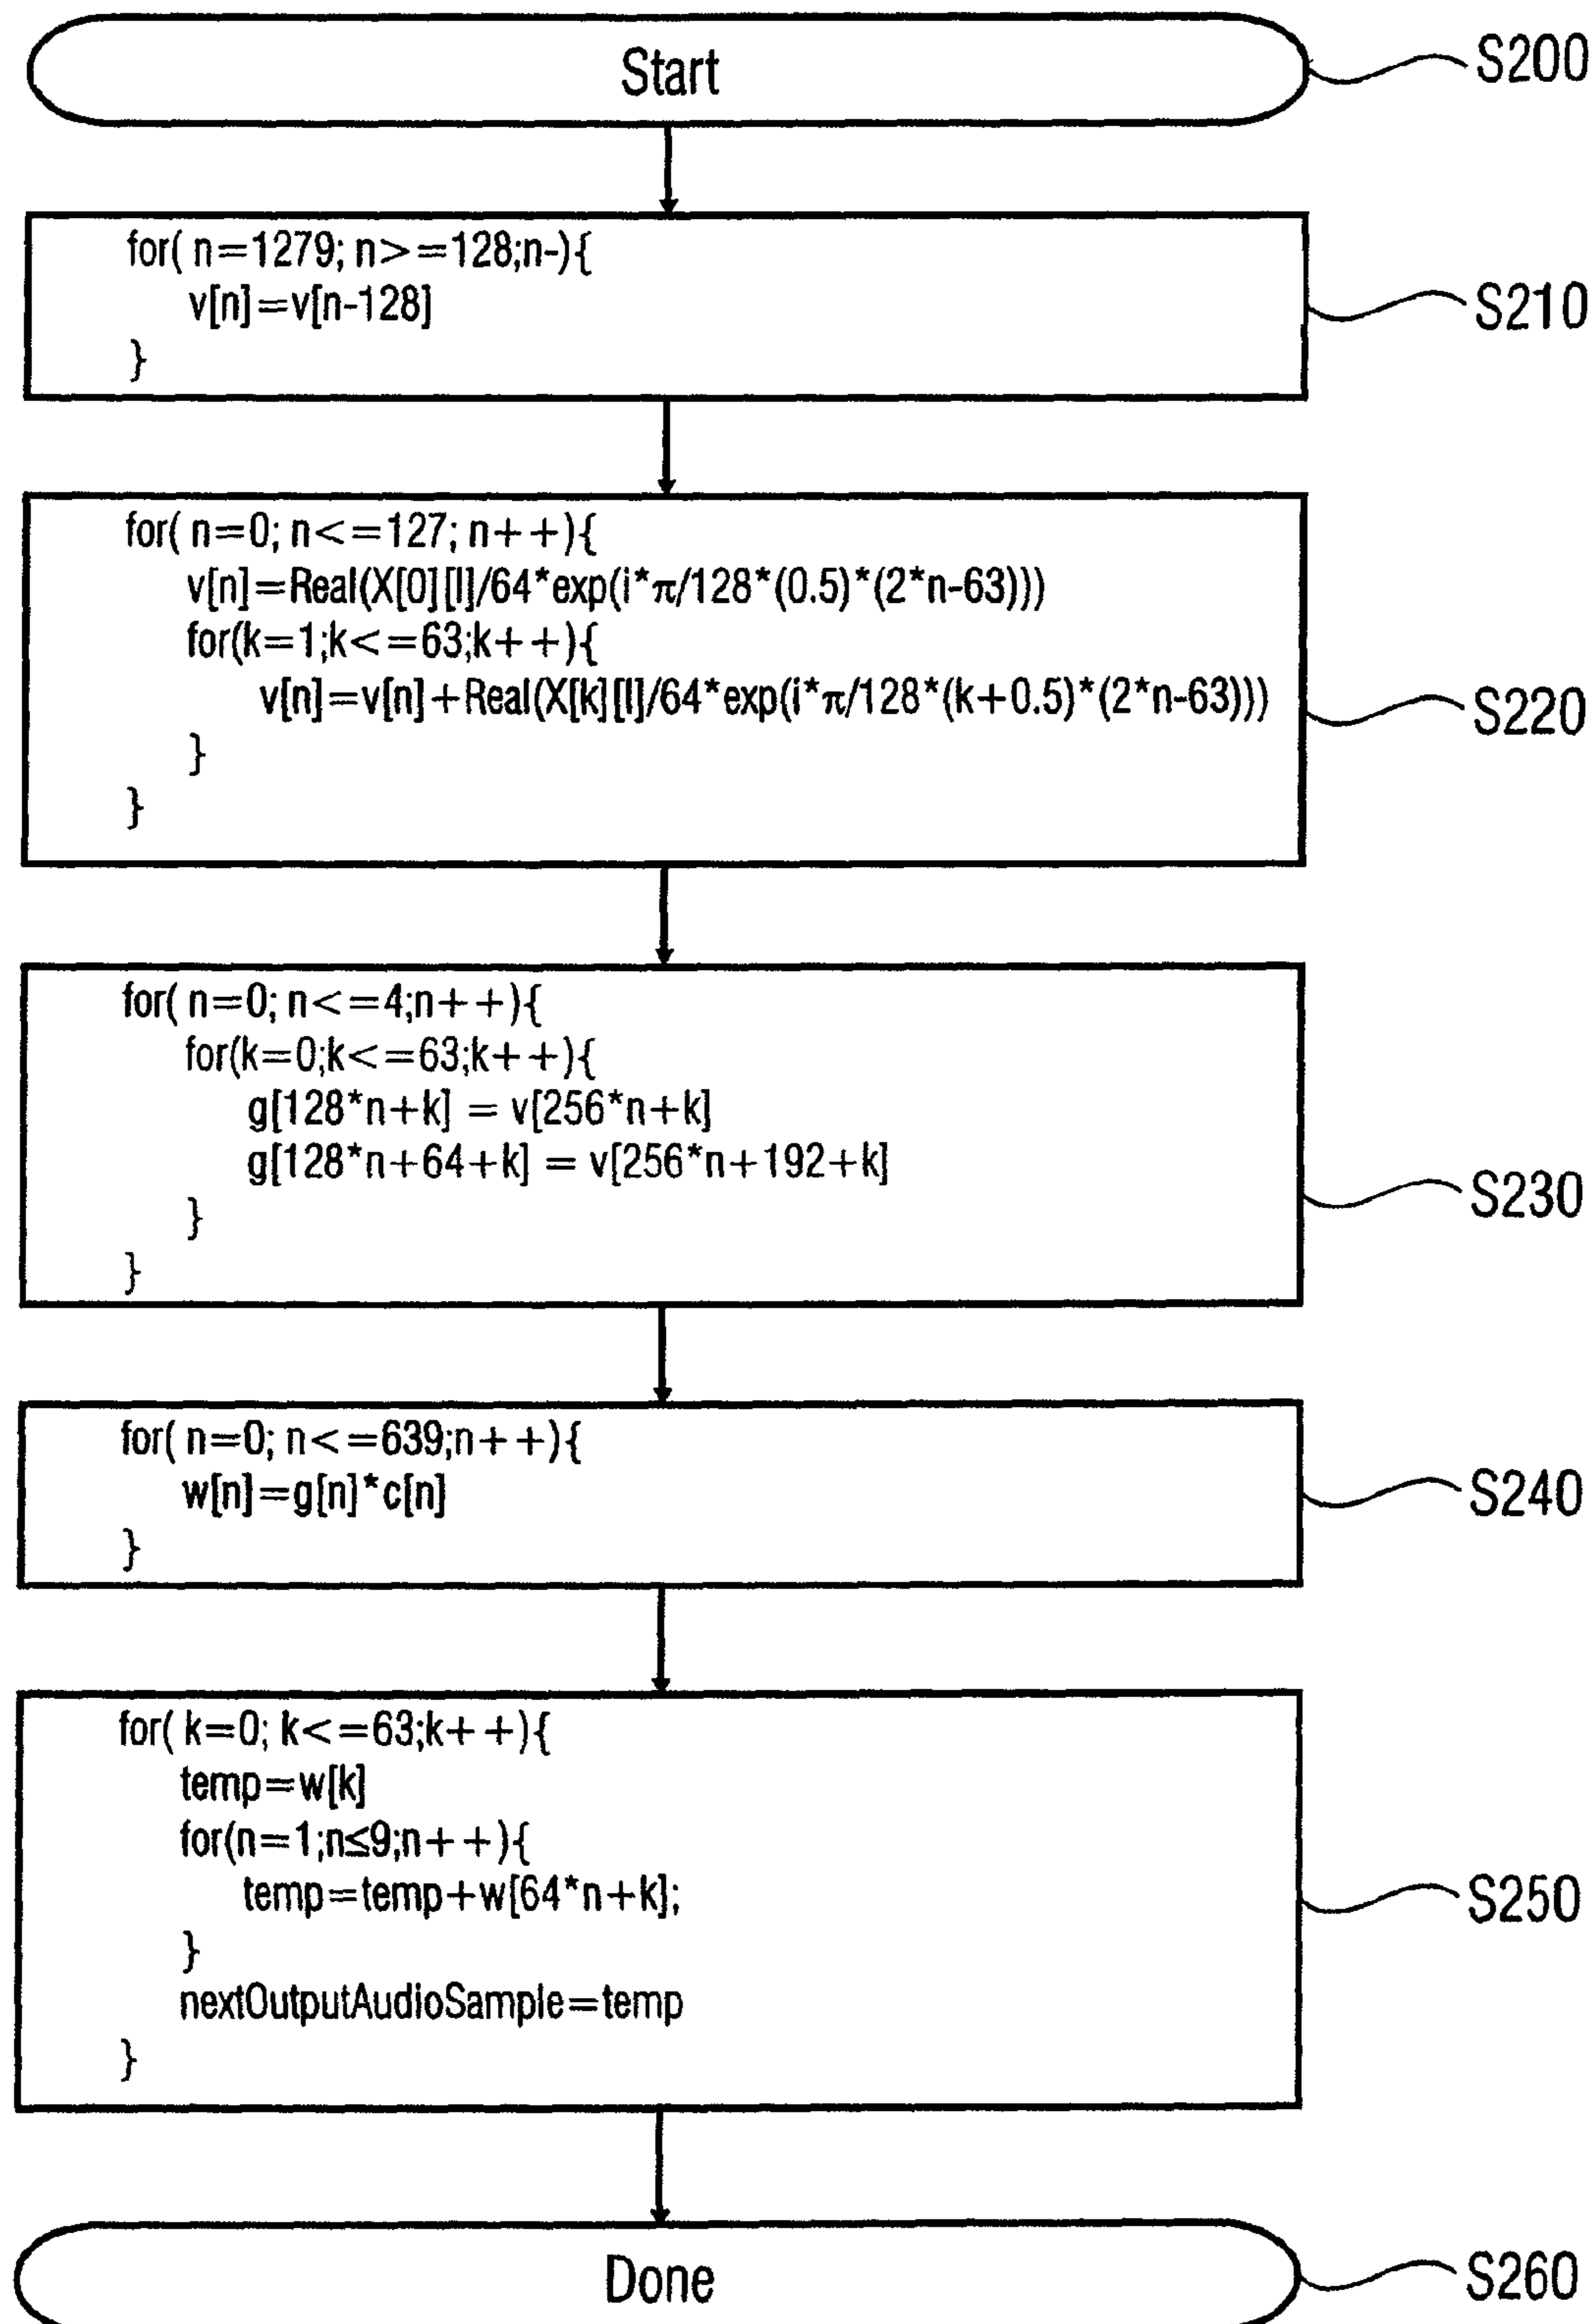 Start
S200
for( n=1279; n>=128;n-){
v[n]=v[n-128]
}
S210
for( n=0; n<=127; n++){
v[n]=Real(X[0][l]/64*exp(i*π/128*(0.5)*(2*n-63)))
for(k=1;k<=63;k++){
v[n]=v[n]+Real(X[k][l]/64*exp(i*π/128*(k+0.5)*(2*n-63)))
}
}
S220
for( n=0; n<=4;n++){
for(k=0;k<=63;k++){
g[128*n+k] = v[256*n+k]
g[128*n+64+k] = v[256*n+192+k]
}
}
S230
for( n=0; n<=639;n++){
w[n]=g[n]*c[n]
}
S240
for( k=0; k<=63;k++){
temp=w[k]
for(n=1;n≤9;n++){
temp=temp+w[64*n+k];
}
nextOutputAudioSample=temp
}
S250
Done
S260